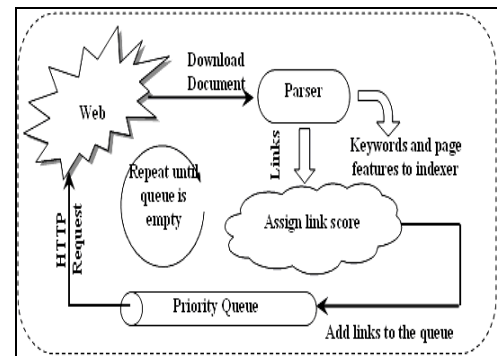 Download
Document
Web
Parser
Keywords and page
features to indexer
Links
Repeat until
queue is
empty
Assign link score
HTTP
Request
Priority Queue
Add links to the queue